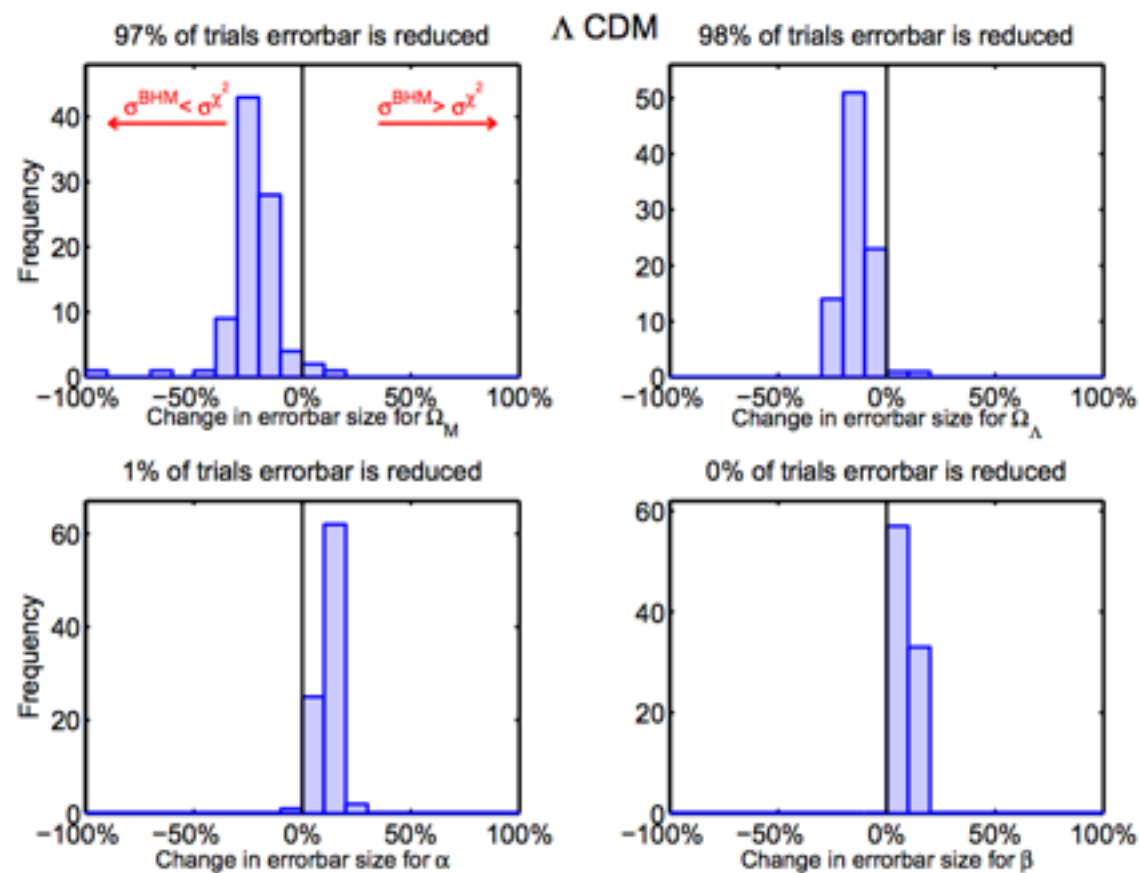 Λ CDM
97% of trials errorbar is reduced
98% of trials errorbar is reduced
σ^BHM < σ^χ²
σ^BHM > σ^χ²
Frequency
40
30
20
10
0
−100% −50% 0% 50% 100%
Change in errorbar size for Ω_M
50
40
30
20
10
0
−100% −50% 0% 50% 100%
Change in errorbar size for Ω_Λ
1% of trials errorbar is reduced
0% of trials errorbar is reduced
Frequency
60
40
20
0
−100% −50% 0% 50% 100%
Change in errorbar size for α
60
40
20
0
−100% −50% 0% 50% 100%
Change in errorbar size for β